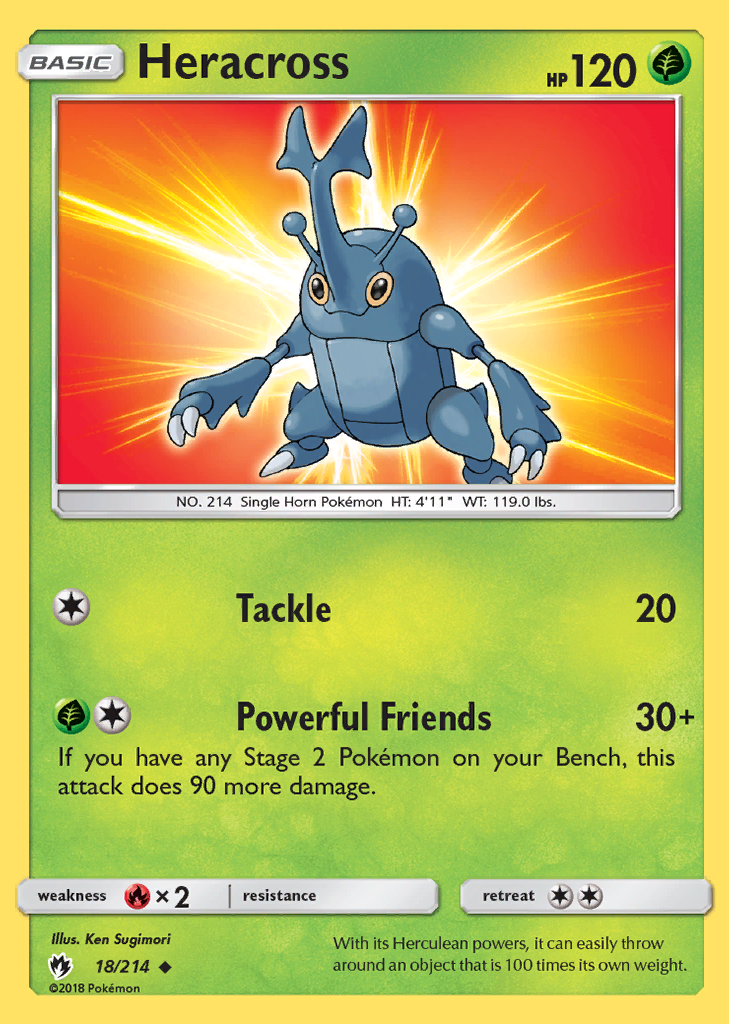 BASIC Heracross HP 120
NO. 214 Single Horn Pokémon HT: 4'11" WT: 119.0 lbs.
Tackle 20
Powerful Friends 30+
If you have any Stage 2 Pokémon on your Bench, this
attack does 90 more damage.
weakness × 2 resistance retreat
Illus. Ken Sugimori
18/214
©2018 Pokémon
With its Herculean powers, it can easily throw
around an object that is 100 times its own weight.